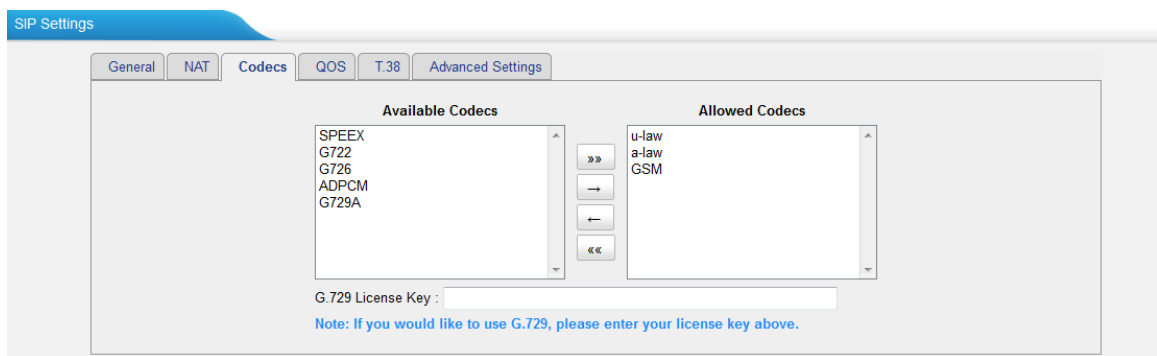 SIP Settings
General NAT Codecs QOS T.38 Advanced Settings
Available Codecs
SPEEX
G722
G726
ADPCM
G729A
»»
→
←
««
Allowed Codecs
u-law
a-law
GSM
G.729 License Key :
Note: If you would like to use G.729, please enter your license key above.